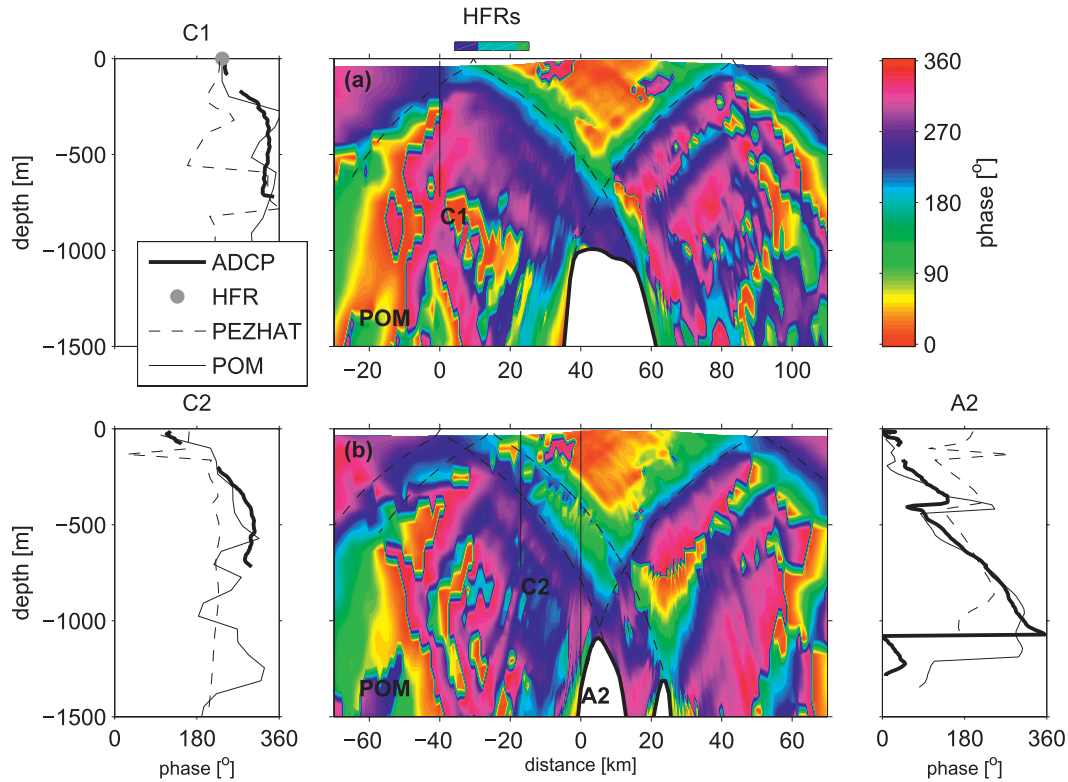 HFRs
C1
0
−500
−1000
−1500
depth [m]
ADCP
HFR
PEZHAT
POM
(a)
C1
POM
−20 0 20 40 60 80 100
360
270
180
90
0
phase [o]
C2
0
−500
−1000
−1500
depth [m]
0 180 360
phase [o]
(b)
C2
POM
A2
−60 −40 −20 0 20 40 60
distance [km]
A2
0 180 360
phase [o]